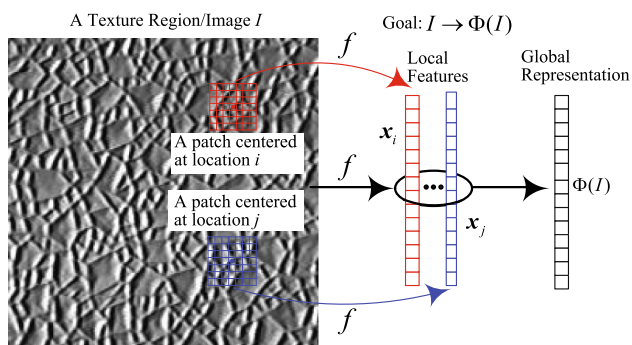 A Texture Region/Image I
Goal: I → Φ(I)
f
Local
Features
Global
Representation
x_i
A patch centered
at location i
f
•••
Φ(I)
A patch centered
at location j
x_j
f